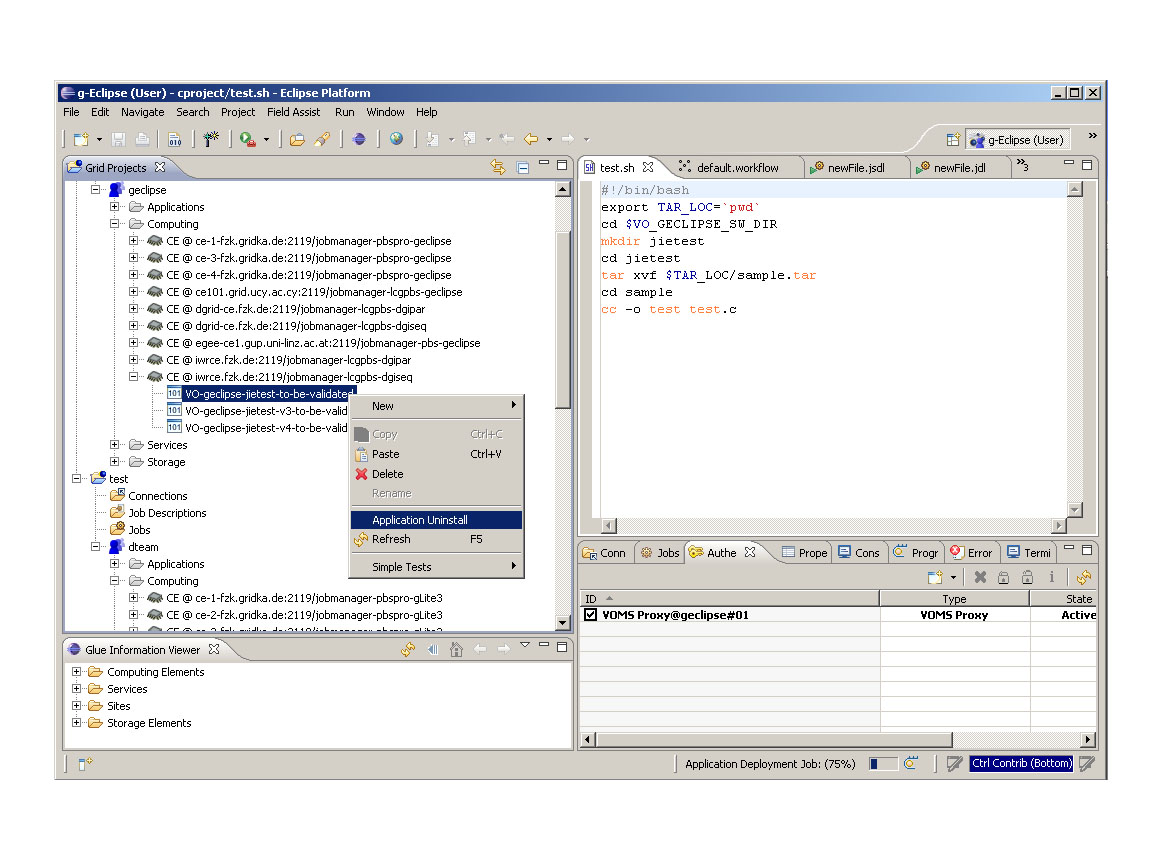 g-Eclipse (User) - cproject/test.sh - Eclipse Platform
File Edit Navigate Search Project Field Assist Run Window Help
g-Eclipse (User) »
Grid Projects
geclipse
Applications
Computing
CE @ ce-1-fzk.gridka.de:2119/jobmanager-pbspro-geclipse
CE @ ce-3-fzk.gridka.de:2119/jobmanager-pbspro-geclipse
CE @ ce-4-fzk.gridka.de:2119/jobmanager-pbspro-geclipse
CE @ ce101.grid.ucy.ac.cy:2119/jobmanager-lcgpbs-geclipse
CE @ dgrid-ce.fzk.de:2119/jobmanager-lcgpbs-dgipar
CE @ dgrid-ce.fzk.de:2119/jobmanager-lcgpbs-dgiseq
CE @ egee-ce1.gup.uni-linz.ac.at:2119/jobmanager-pbs-geclipse
CE @ iwrce.fzk.de:2119/jobmanager-lcgpbs-dgipar
CE @ iwrce.fzk.de:2119/jobmanager-lcgpbs-dgiseq
VO-geclipse-jietest-to-be-validated
VO-geclipse-jietest-v3-to-be-valid
VO-geclipse-jietest-v4-to-be-valid
Services
Storage
test
Connections
Job Descriptions
Jobs
dteam
Applications
Computing
CE @ ce-1-fzk.gridka.de:2119/jobmanager-pbspro-gLite3
CE @ ce-2-fzk.gridka.de:2119/jobmanager-pbspro-gLite3
CE @ ce-3-fzk.gridka.de:2119/jobmanager-pbspro-gLite3
New
Copy Ctrl+C
Paste Ctrl+V
Delete
Rename
Application Uninstall
Refresh F5
Simple Tests
test.sh default.workflow newFile.jsdl newFile.jdl »3
#!/bin/bash
export TAR_LOC=`pwd`
cd $VO_GECLIPSE_SW_DIR
mkdir jietest
cd jietest
tar xvf $TAR_LOC/sample.tar
cd sample
cc -o test test.c
Conn Jobs Authe Prope Cons Progr Error Termi
ID Type State
VOMS Proxy@geclipse#01 VOMS Proxy Active
Glue Information Viewer
Computing Elements
Services
Sites
Storage Elements
Application Deployment Job: (75%) Ctrl Contrib (Bottom)